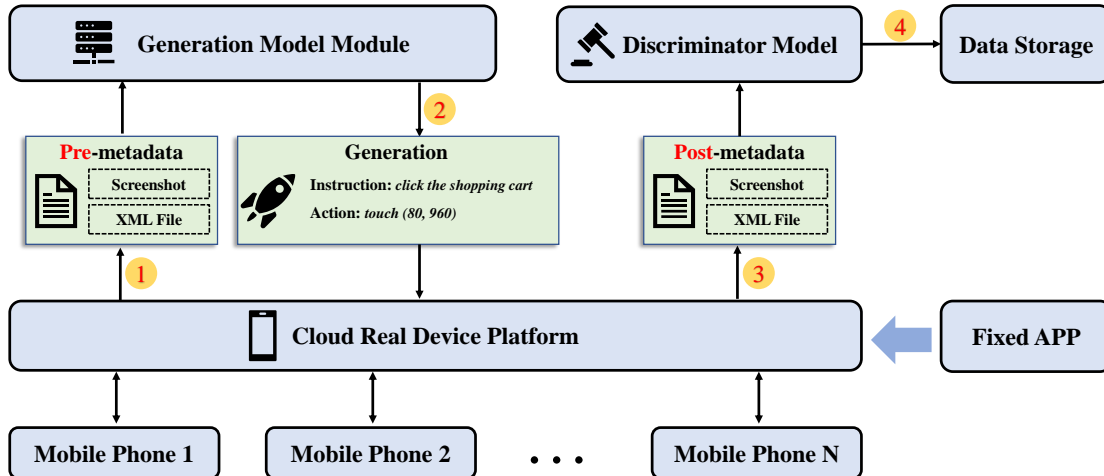 Generation Model Module
Discriminator Model
4
Data Storage
2
Pre-metadata
Screenshot
XML File
Generation
Instruction: click the shopping cart
Action: touch (80, 960)
Post-metadata
Screenshot
XML File
1
3
Cloud Real Device Platform
Fixed APP
Mobile Phone 1
Mobile Phone 2
• • •
Mobile Phone N